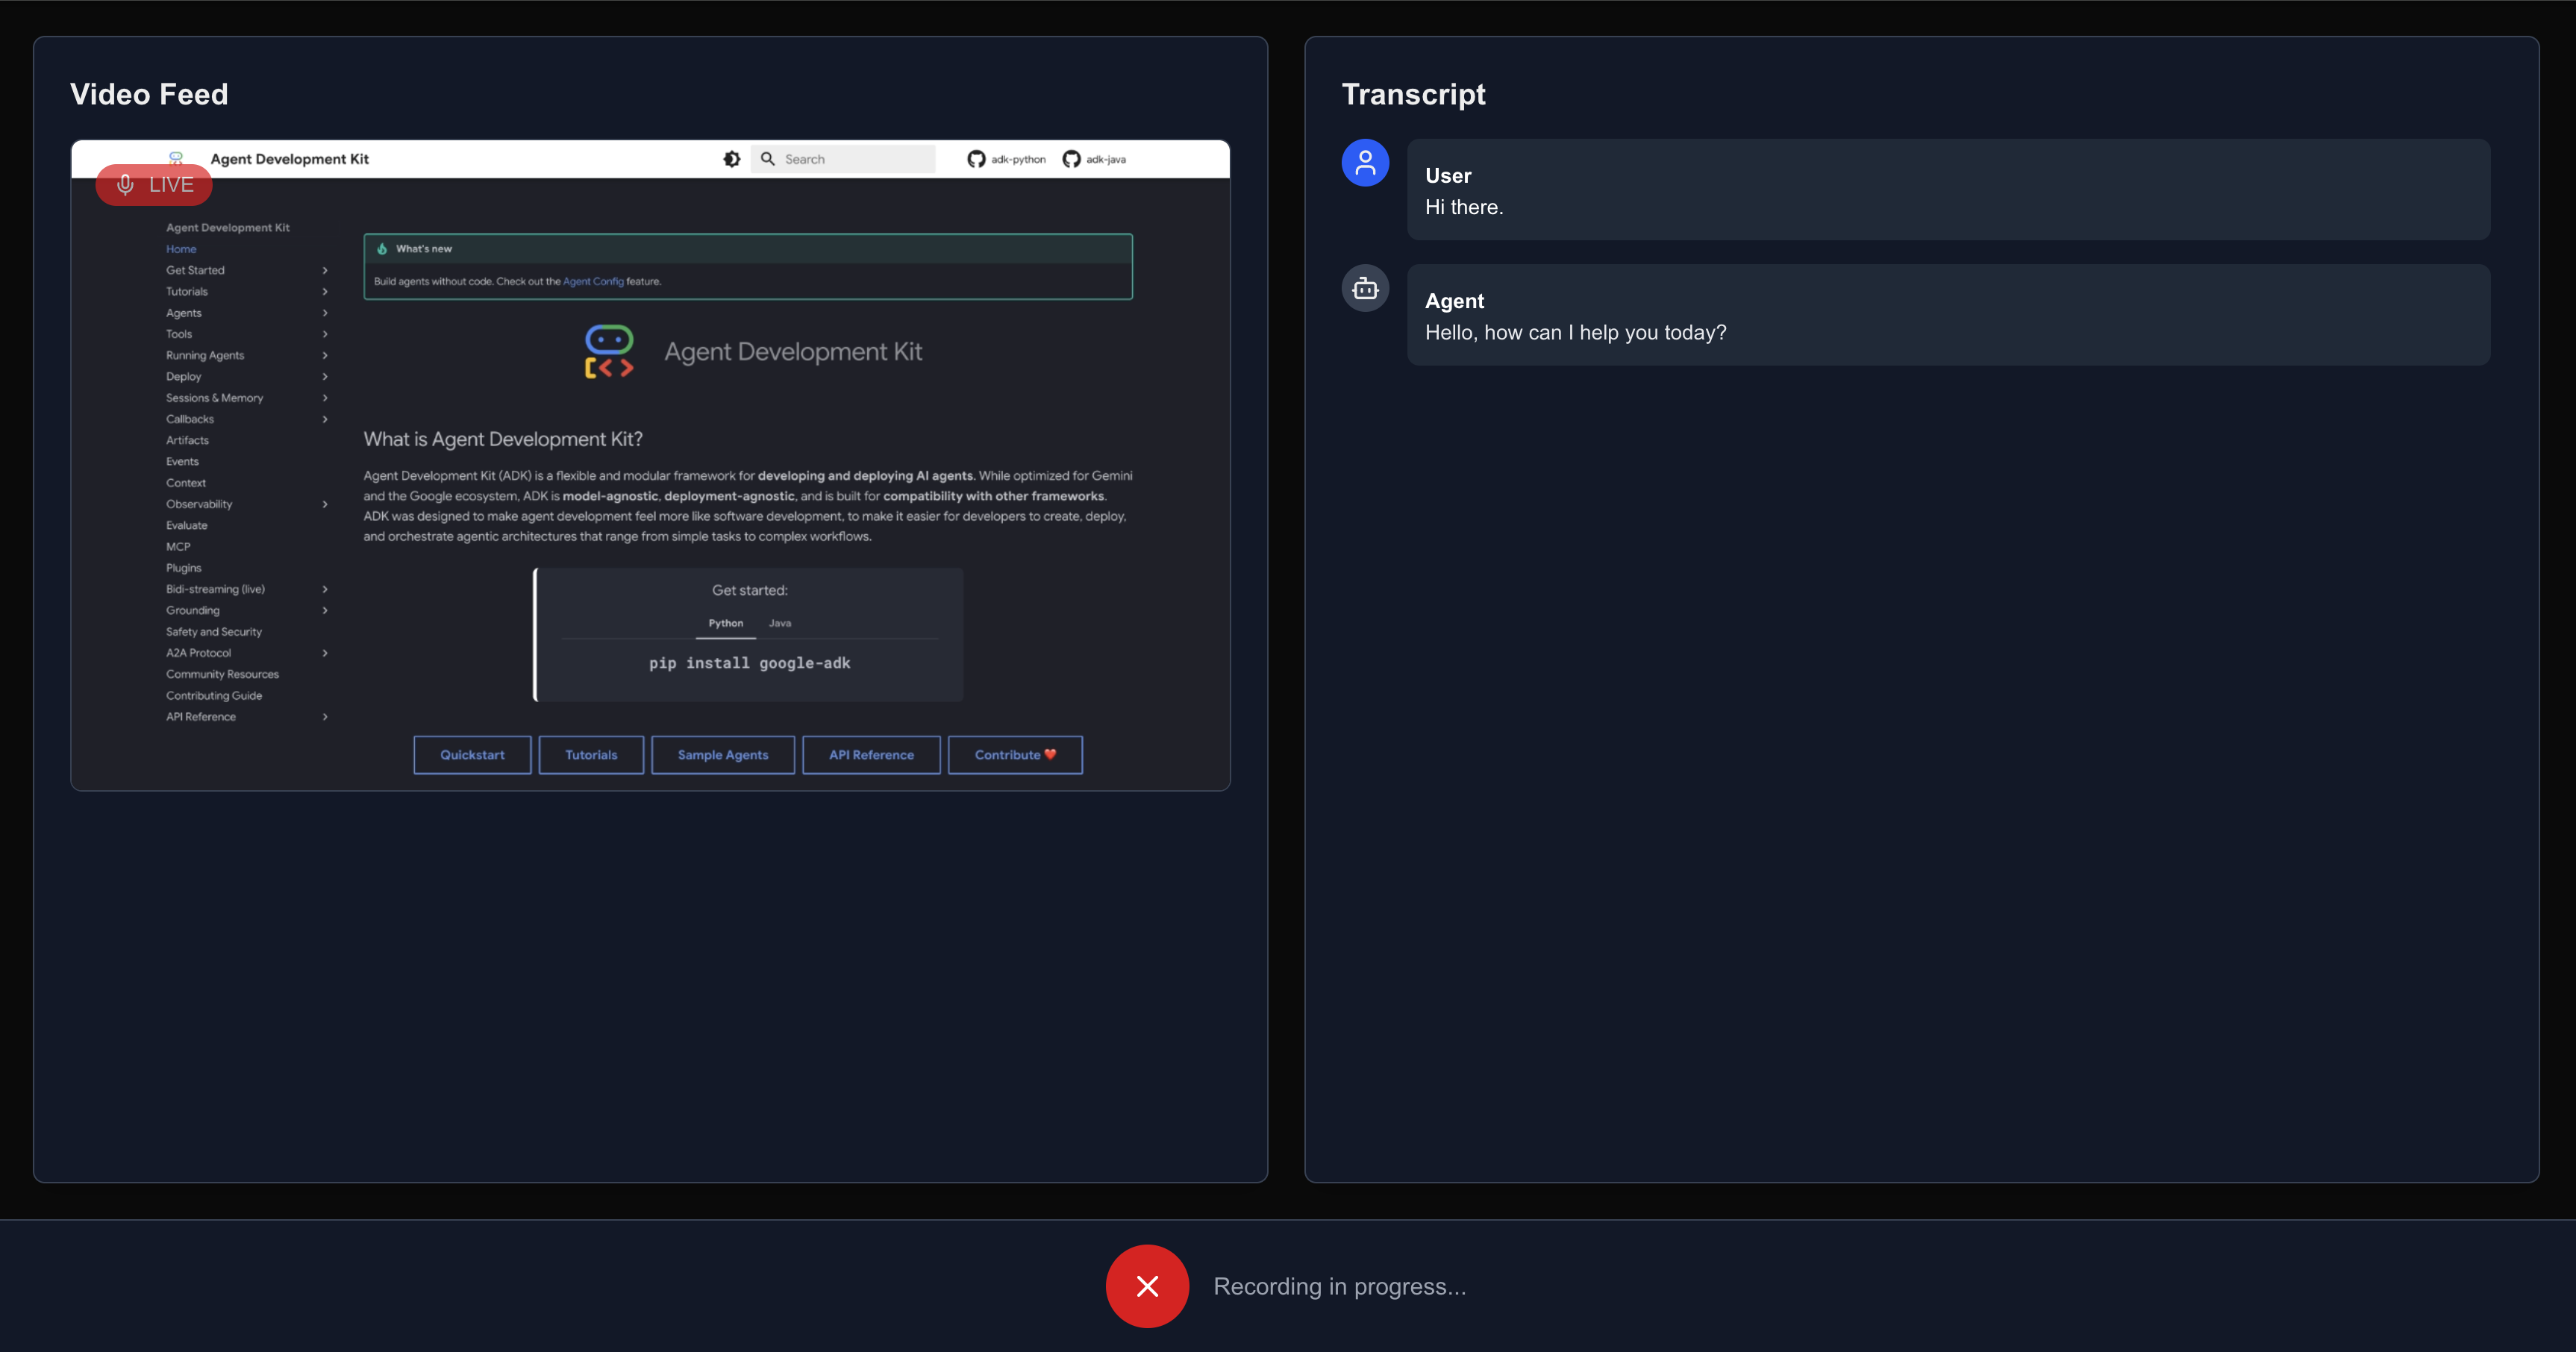 Video Feed
Agent Development Kit
Search
adk-python
adk-java
LIVE
Agent Development Kit
Home
Get Started
Tutorials
Agents
Tools
Running Agents
Deploy
Sessions & Memory
Callbacks
Artifacts
Events
Context
Observability
Evaluate
MCP
Plugins
Bidi-streaming (live)
Grounding
Safety and Security
A2A Protocol
Community Resources
Contributing Guide
API Reference
What's new
Build agents without code. Check out the Agent Config feature.
Agent Development Kit
What is Agent Development Kit?
Agent Development Kit (ADK) is a flexible and modular framework for developing and deploying AI agents. While optimized for Gemini
and the Google ecosystem, ADK is model-agnostic, deployment-agnostic, and is built for compatibility with other frameworks.
ADK was designed to make agent development feel more like software development, to make it easier for developers to create, deploy,
and orchestrate agentic architectures that range from simple tasks to complex workflows.
Get started:
Python Java
pip install google-adk
Quickstart
Tutorials
Sample Agents
API Reference
Contribute ❤️
Transcript
User
Hi there.
Agent
Hello, how can I help you today?
Recording in progress...